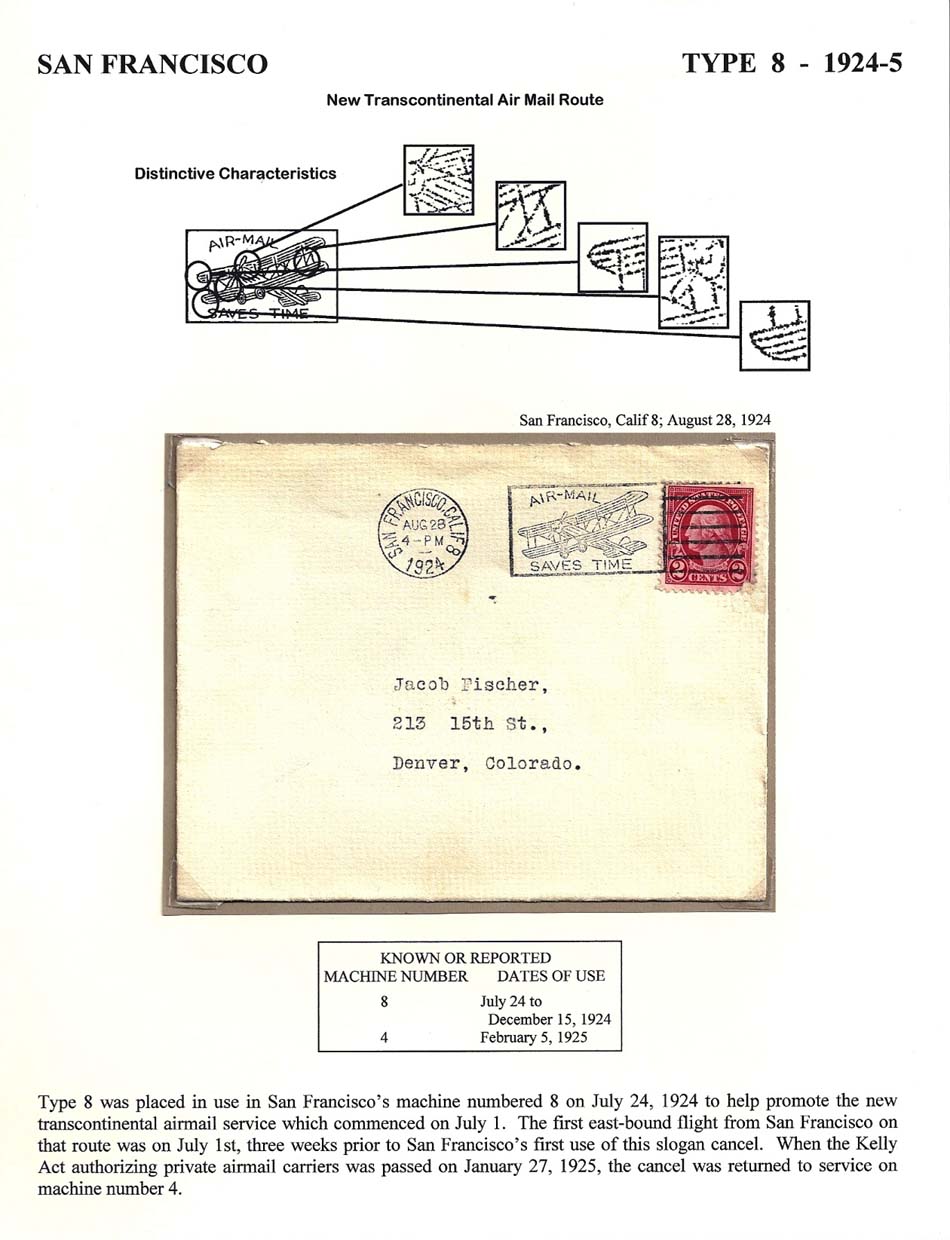 SAN FRANCISCO TYPE 8 - 1924-5
New Transcontinental Air Mail Route
Distinctive Characteristics
AIR-MAIL
SAVES TIME
San Francisco, Calif 8; August 28, 1924
SAN FRANCISCO, CALIF 8
AUG 28
4-PM
1924
AIR-MAIL
SAVES TIME
UNITED STATES POSTAGE
2 CENTS 2
Jacob Fischer,
213 15th St.,
Denver, Colorado.
KNOWN OR REPORTED
MACHINE NUMBER DATES OF USE
8 July 24 to
December 15, 1924
4 February 5, 1925
Type 8 was placed in use in San Francisco's machine numbered 8 on July 24, 1924 to help promote the new
transcontinental airmail service which commenced on July 1. The first east-bound flight from San Francisco on
that route was on July 1st, three weeks prior to San Francisco's first use of this slogan cancel. When the Kelly
Act authorizing private airmail carriers was passed on January 27, 1925, the cancel was returned to service on
machine number 4.